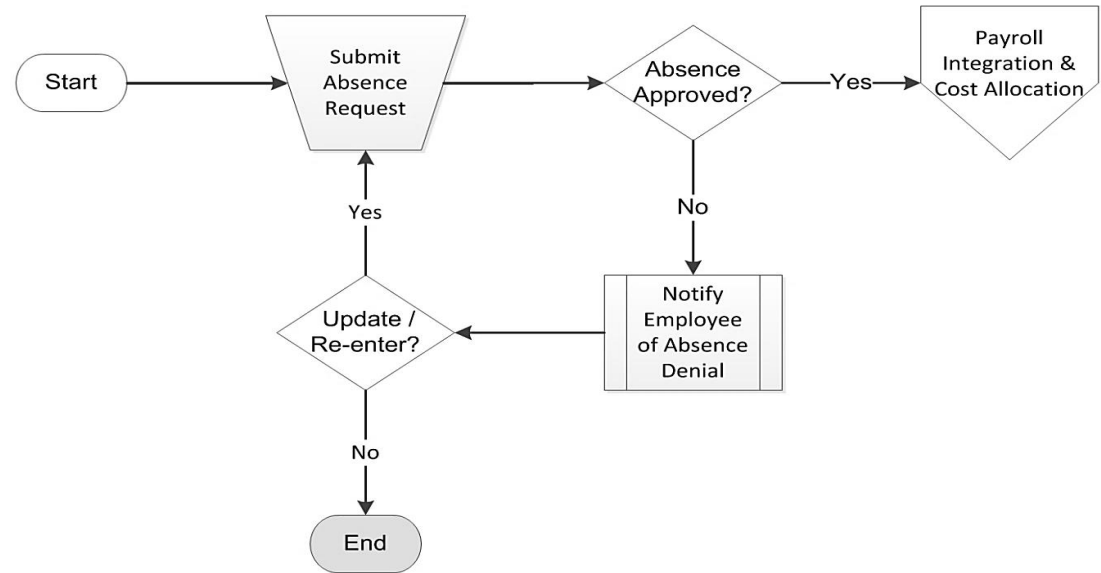 Start
Submit
Absence
Request
Absence
Approved?
Yes
Payroll
Integration &
Cost Allocation
No
Notify
Employee
of Absence
Denial
Update /
Re-enter?
Yes
No
End